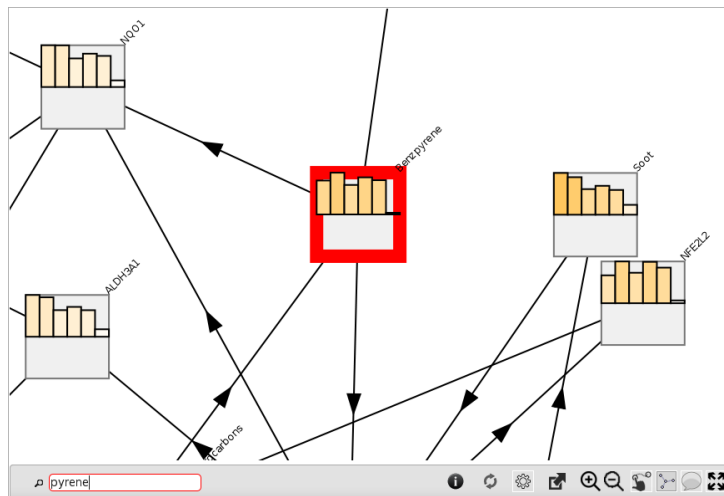 NQO1
Benzpyrene
Soot
NFE2L2
ALDH3A1
carbons
pyrene